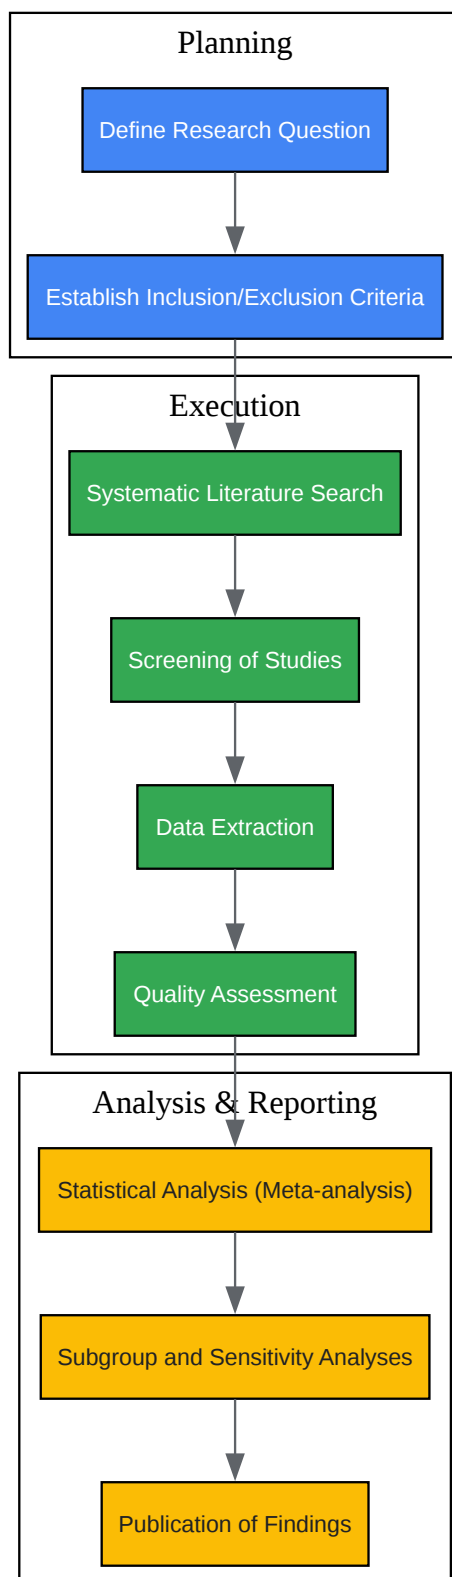 Planning
Define Research Question
Establish Inclusion/Exclusion Criteria
Execution
Systematic Literature Search
Screening of Studies
Data Extraction
Quality Assessment
Analysis & Reporting
Statistical Analysis (Meta-analysis)
Subgroup and Sensitivity Analyses
Publication of Findings